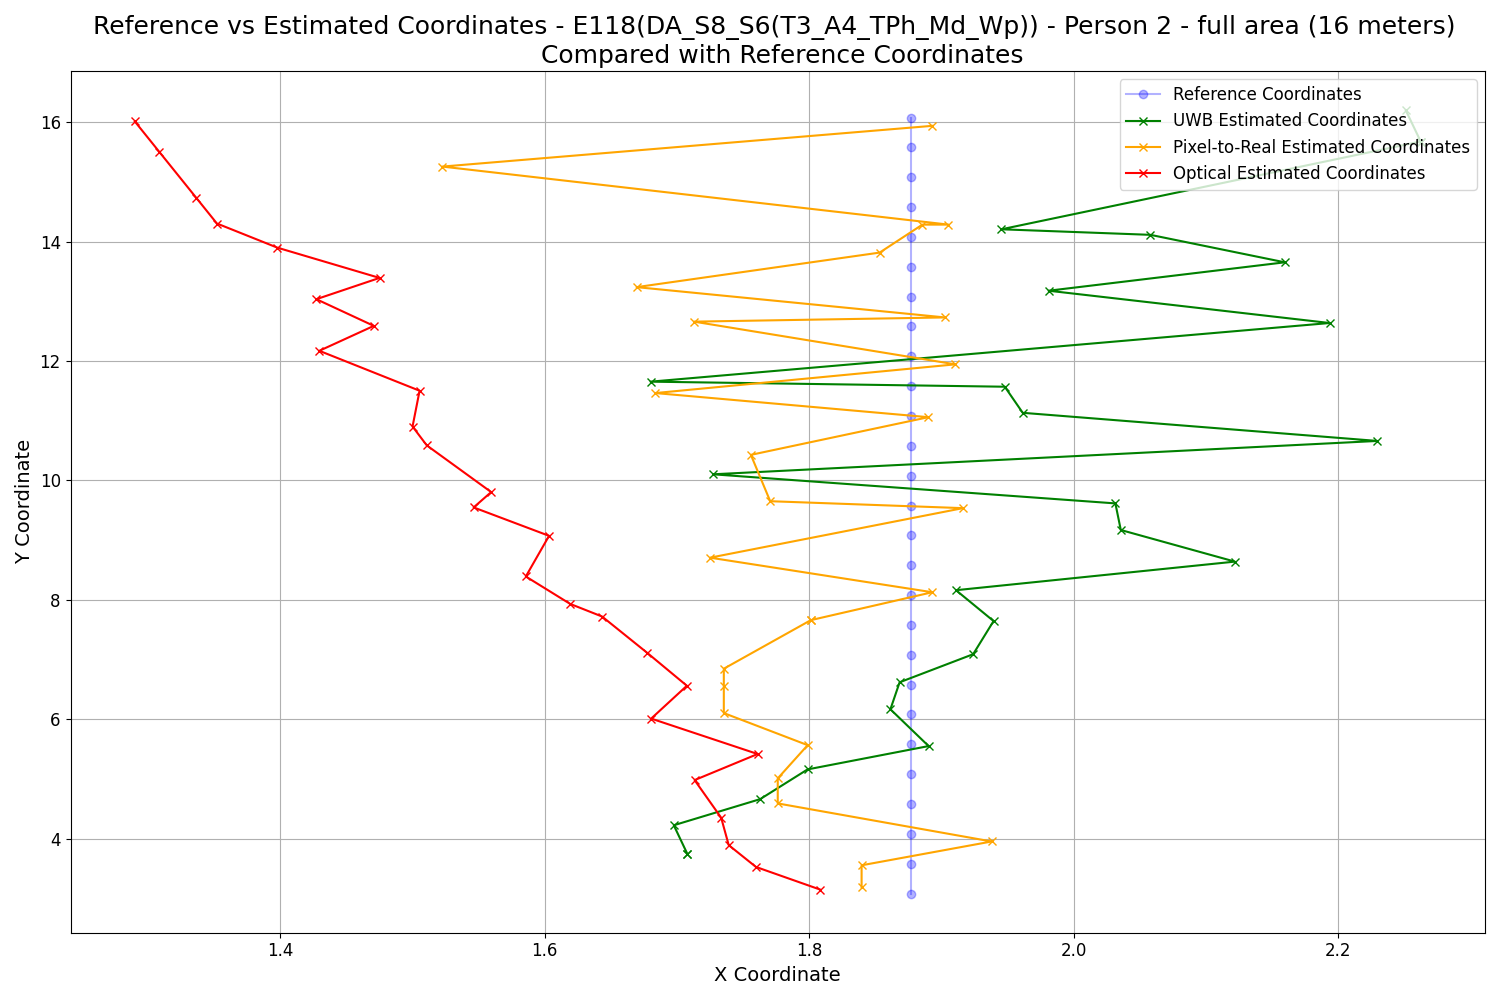 Reference vs Estimated Coordinates - E118(DA_S8_S6(T3_A4_TPh_Md_Wp)) - Person 2 - full area (16 meters)
Compared with Reference Coordinates
Reference Coordinates
UWB Estimated Coordinates
Pixel-to-Real Estimated Coordinates
Optical Estimated Coordinates
Y Coordinate
16
14
12
10
8
6
4
1.4
1.6
1.8
2.0
2.2
X Coordinate